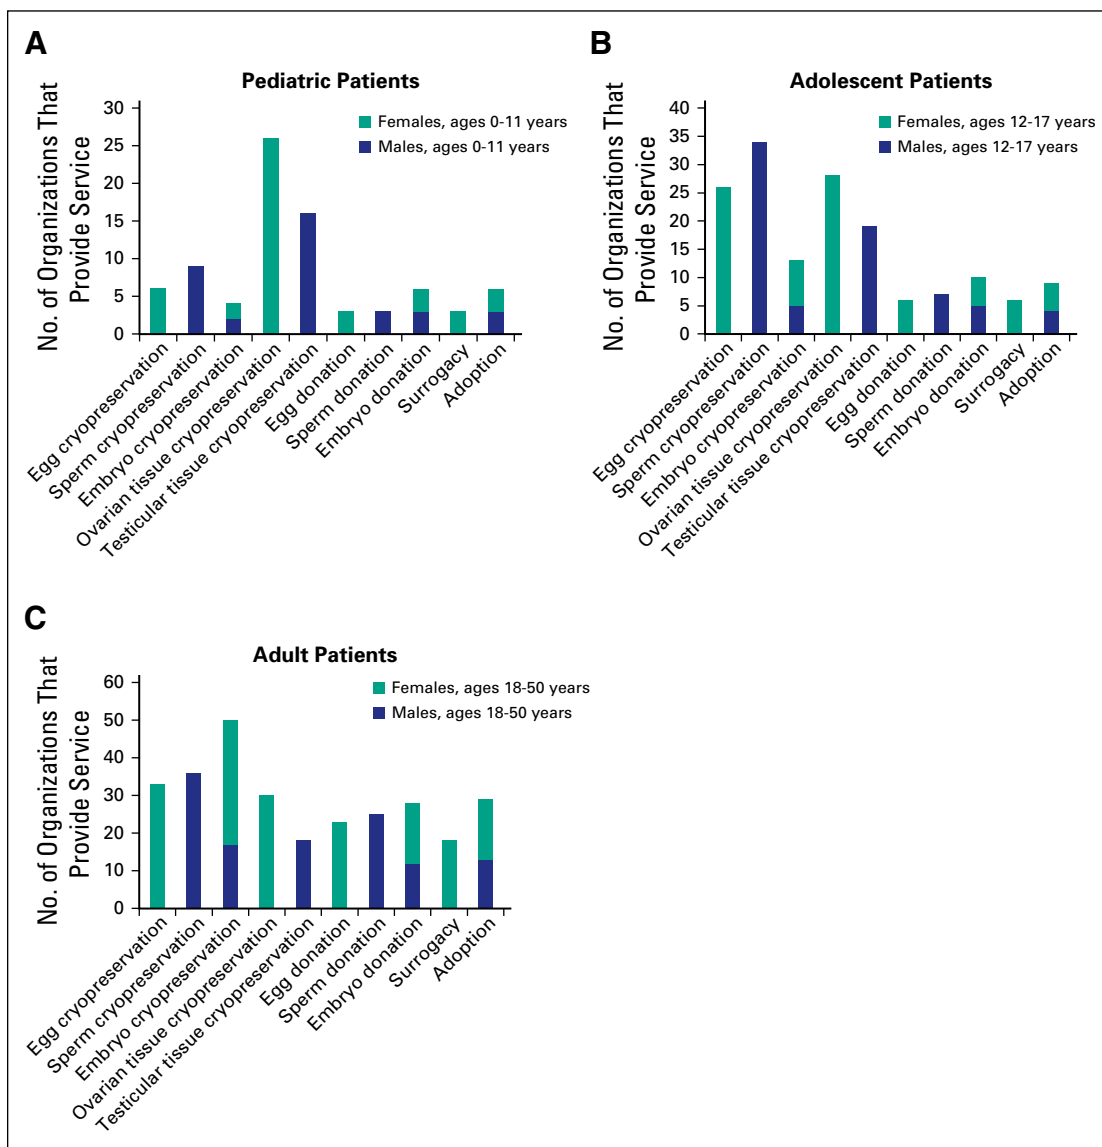 A
Pediatric Patients
No. of Organizations That
Provide Service
30
25
20
15
10
5
0
Females, ages 0-11 years
Males, ages 0-11 years
Egg cryopreservation
Sperm cryopreservation
Embryo cryopreservation
Ovarian tissue cryopreservation
Testicular tissue cryopreservation
Egg donation
Sperm donation
Embryo donation
Surrogacy
Adoption
B
Adolescent Patients
No. of Organizations That
Provide Service
40
35
30
25
20
15
10
5
0
Females, ages 12-17 years
Males, ages 12-17 years
Egg cryopreservation
Sperm cryopreservation
Embryo cryopreservation
Ovarian tissue cryopreservation
Testicular tissue cryopreservation
Egg donation
Sperm donation
Embryo donation
Surrogacy
Adoption
C
Adult Patients
No. of Organizations That
Provide Service
60
50
40
30
20
10
0
Females, ages 18-50 years
Males, ages 18-50 years
Egg cryopreservation
Sperm cryopreservation
Embryo cryopreservation
Ovarian tissue cryopreservation
Testicular tissue cryopreservation
Egg donation
Sperm donation
Embryo donation
Surrogacy
Adoption